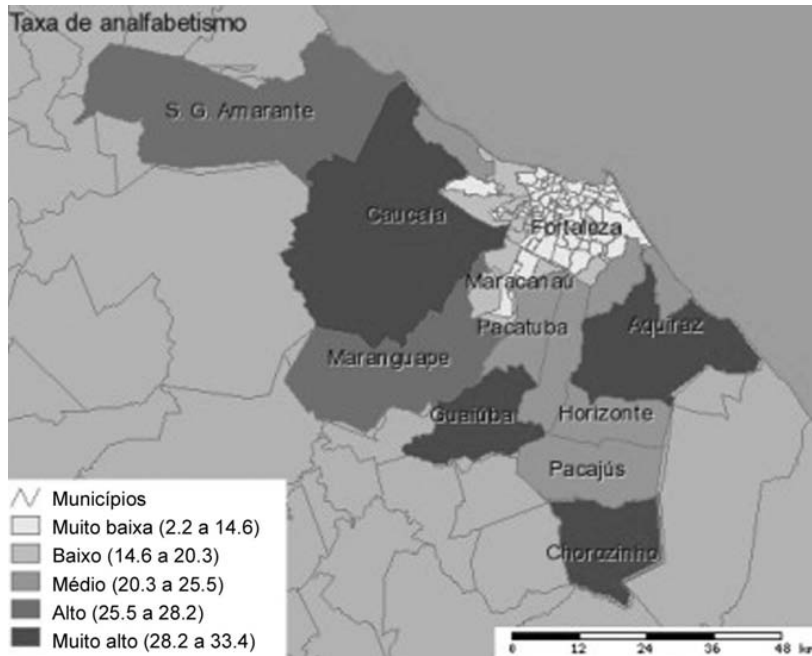 Taxa de analfabetismo
S. G. Amarante
Caucaia
Fortaleza
Maracanaú
Pacatuba
Aquiraz
Maranguape
Guaiúba
Horizonte
Pacajús
Chorozinho
Municípios
Muito baixa (2.2 a 14.6)
Baixo (14.6 a 20.3)
Médio (20.3 a 25.5)
Alto (25.5 a 28.2)
Muito alto (28.2 a 33.4)
0 12 24 36 48 km